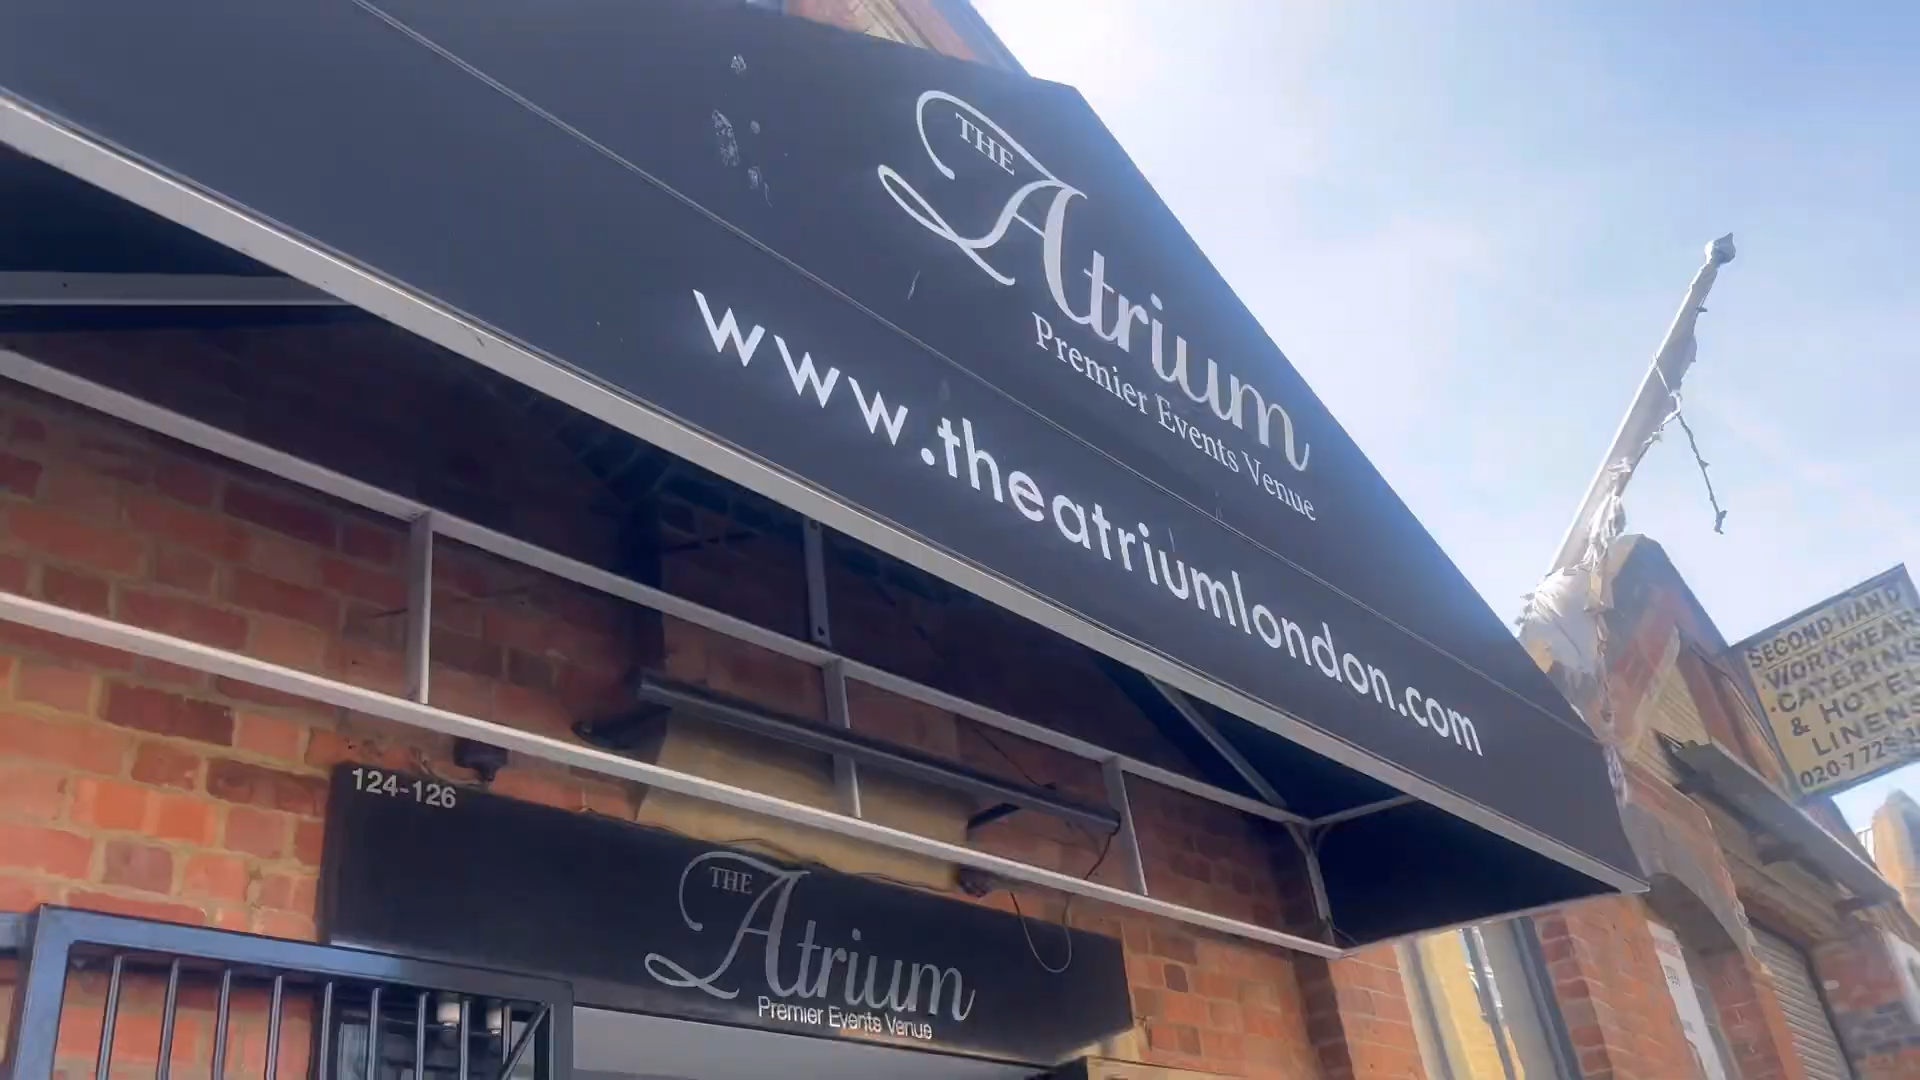 THE
Atrium
Premier Events Venue
www.theatriumlondon.com
124-126
THE
Atrium
Premier Events Venue
SECOND HAND
WORKWEAR
·CATERING
& HOTEL
LINENS